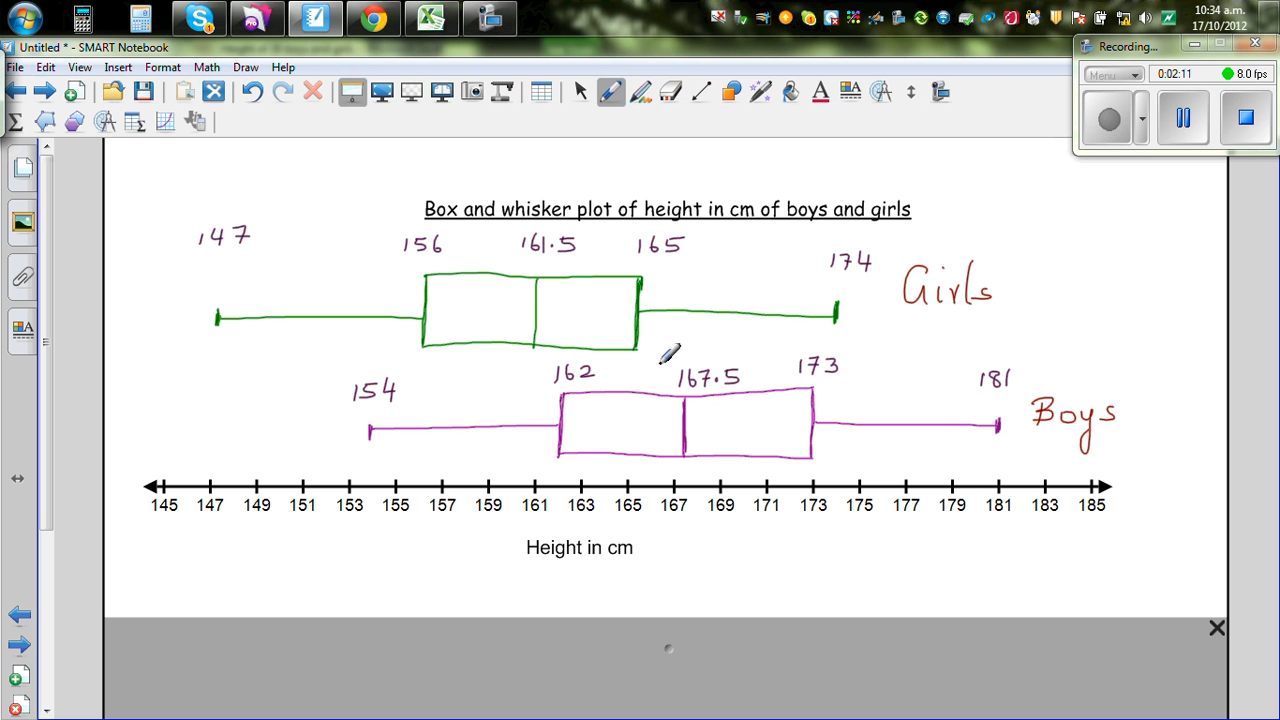 10:34 a.m.
17/10/2012
Untitled * - SMART Notebook
File Edit View Insert Format Math Draw Help
Recording...
Menu 0:02:11 8.0 fps
Box and whisker plot of height in cm of boys and girls
147 156 161.5 165 174 Girls
154 162 167.5 173 181 Boys
145 147 149 151 153 155 157 159 161 163 165 167 169 171 173 175 177 179 181 183 185
Height in cm